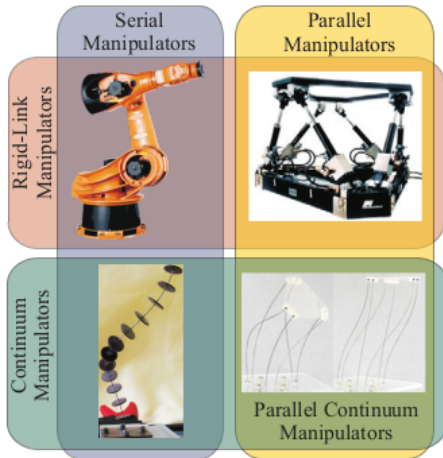 Serial
Manipulators
Parallel
Manipulators
Rigid-Link
Manipulators
Continuum
Manipulators
Parallel Continuum
Manipulators